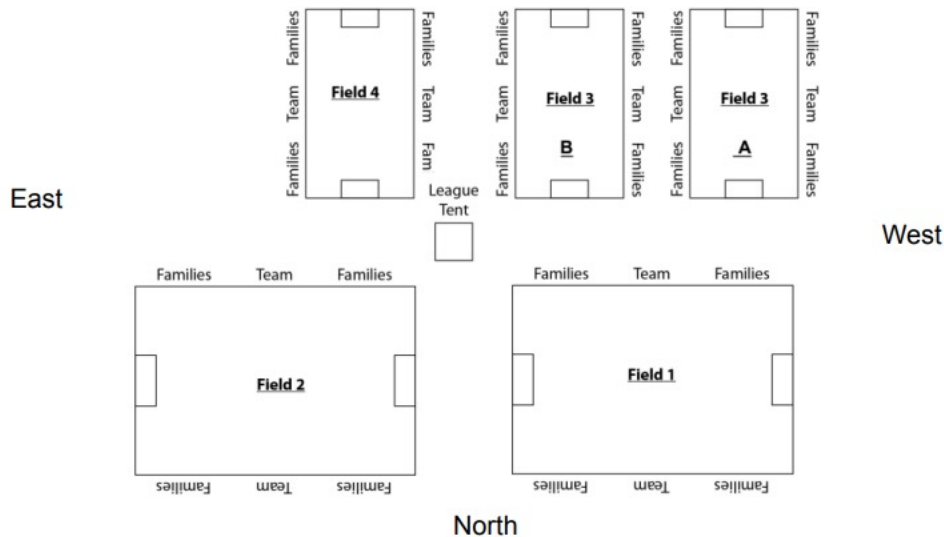 Families
Team
Families
Field 4
Families
Team
Fam
Families
Team
Families
Field 3
B
Families
Team
Families
Families
Team
Families
Field 3
A
Families
Team
Families
East
League
Tent
West
Families Team Families
Field 2
Families Team Families
Families Team Families
Field 1
Families Team Families
North